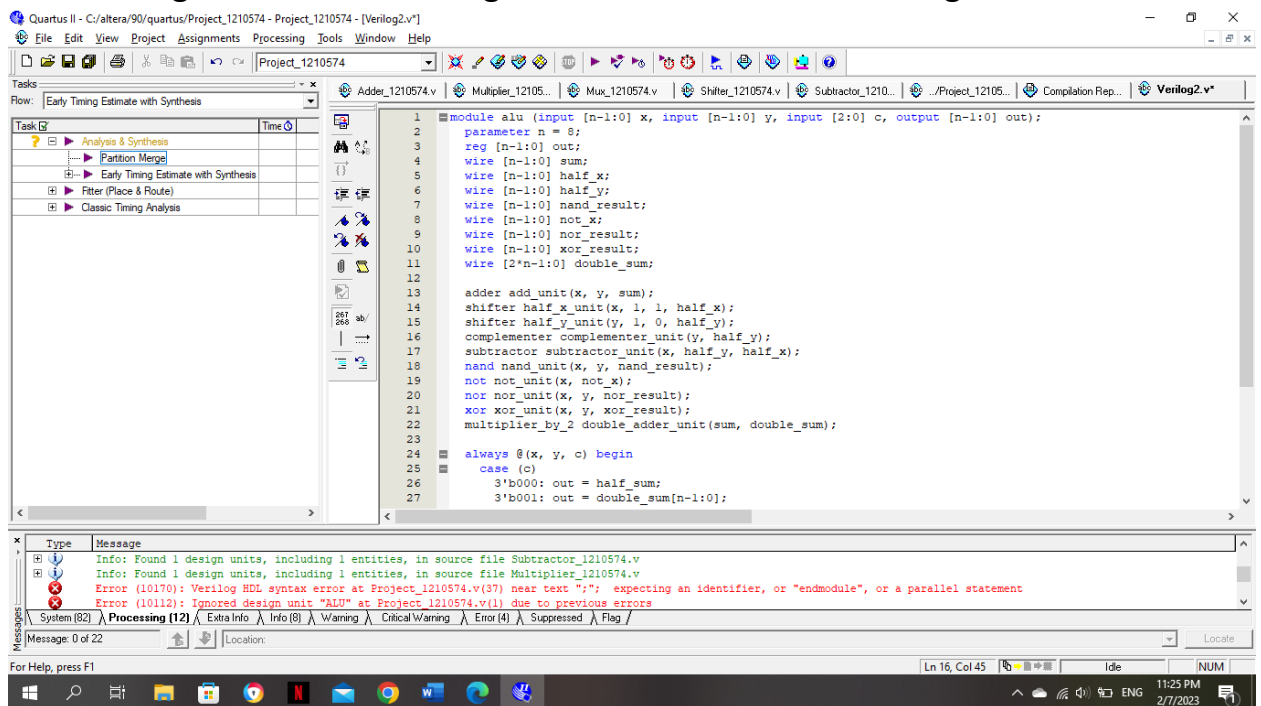 Quartus II - C:/altera/90/quartus/Project_1210574 - Project_1210574 - [Verilog2.v*]
File Edit View Project Assignments Processing Tools Window Help
Project_1210574
Tasks
Flow: Early Timing Estimate with Synthesis
Adder_1210574.v Multiplier_12105... Mux_1210574.v Shifter_1210574.v Subtractor_1210... ../Project_12105... Compilation Rep... Verilog2.v*
Task Time
Analysis & Synthesis
Partition Merge
Early Timing Estimate with Synthesis
Fitter (Place & Route)
Classic Timing Analysis
267
268 ab/
1 module alu (input [n-1:0] x, input [n-1:0] y, input [2:0] c, output [n-1:0] out);
2 parameter n = 8;
3 reg [n-1:0] out;
4 wire [n-1:0] sum;
5 wire [n-1:0] half_x;
6 wire [n-1:0] half_y;
7 wire [n-1:0] nand_result;
8 wire [n-1:0] not_x;
9 wire [n-1:0] nor_result;
10 wire [n-1:0] xor_result;
11 wire [2*n-1:0] double_sum;
12
13 adder add_unit(x, y, sum);
14 shifter half_x_unit(x, 1, 1, half_x);
15 shifter half_y_unit(y, 1, 0, half_y);
16 complementer complementer_unit(y, half_y);
17 subtractor subtractor_unit(x, half_y, half_x);
18 nand nand_unit(x, y, nand_result);
19 not not_unit(x, not_x);
20 nor nor_unit(x, y, nor_result);
21 xor xor_unit(x, y, xor_result);
22 multiplier_by_2 double_adder_unit(sum, double_sum);
23
24 always @(x, y, c) begin
25 case (c)
26 3'b000: out = half_sum;
27 3'b001: out = double_sum[n-1:0];
Type Message
Info: Found 1 design units, including 1 entities, in source file Subtractor_1210574.v
Info: Found 1 design units, including 1 entities, in source file Multiplier_1210574.v
Error (10170): Verilog HDL syntax error at Project_1210574.v(37) near text ";"; expecting an identifier, or "endmodule", or a parallel statement
Error (10112): Ignored design unit "ALU" at Project_1210574.v(1) due to previous errors
System (82) Processing (12) Extra Info Info (8) Warning Critical Warning Error (4) Suppressed Flag
Messages
Message: 0 of 22 Location: Locate
For Help, press F1 Ln 16, Col 45 Idle NUM
ENG 11:25 PM
2/7/2023